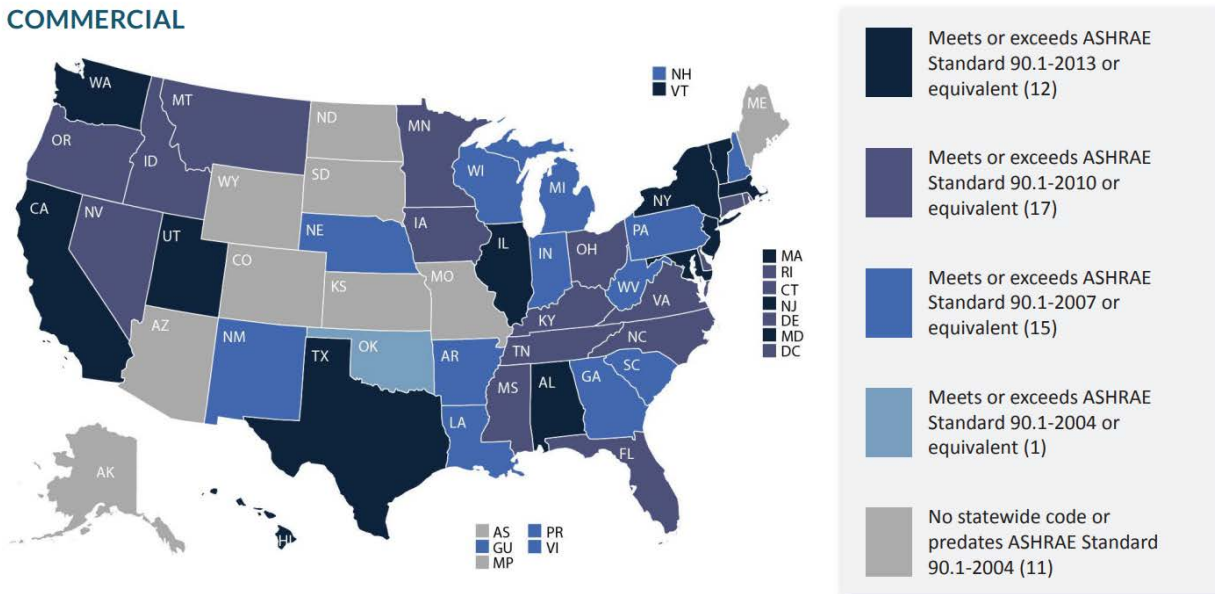 COMMERCIAL
WA
MT
ND
MN
NH
VT
ME
OR
ID
SD
WI
MI
NY
WY
CA
NV
UT
NE
IA
IL
IN
OH
PA
CO
KS
MO
KY
WV
VA
MA
RI
CT
NJ
DE
MD
DC
AZ
NM
TX
OK
AR
TN
NC
MS
AL
GA
SC
LA
FL
AK
HI
AS
GU
MP
PR
VI
Meets or exceeds ASHRAE
Standard 90.1-2013 or
equivalent (12)
Meets or exceeds ASHRAE
Standard 90.1-2010 or
equivalent (17)
Meets or exceeds ASHRAE
Standard 90.1-2007 or
equivalent (15)
Meets or exceeds ASHRAE
Standard 90.1-2004 or
equivalent (1)
No statewide code or
predates ASHRAE Standard
90.1-2004 (11)